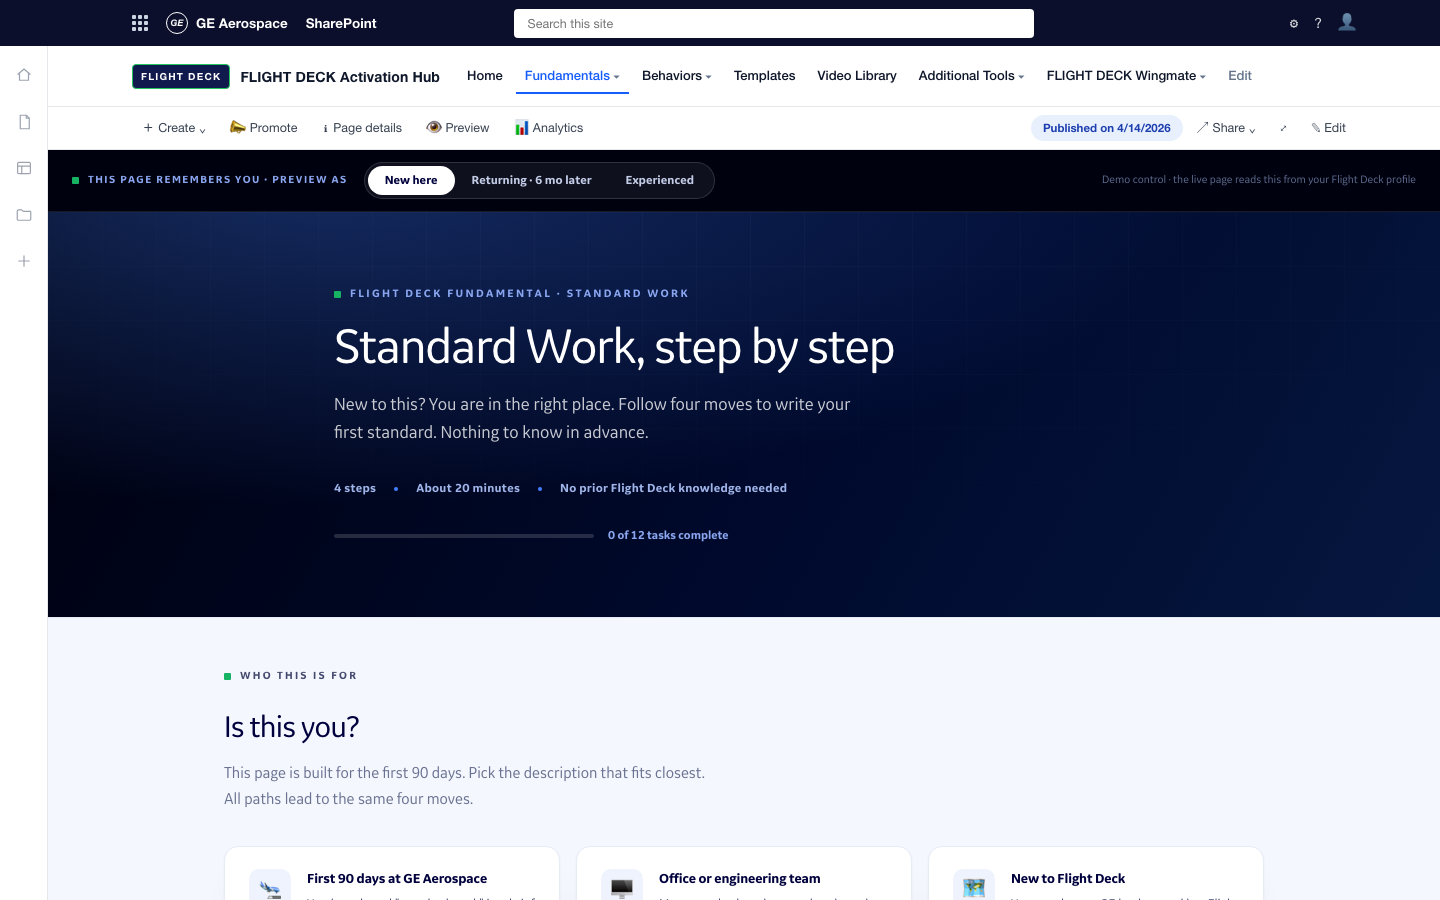 GE
GE Aerospace
SharePoint
Search this site
?
FLIGHT DECK
FLIGHT DECK Activation Hub
Home
Fundamentals
Behaviors
Templates
Video Library
Additional Tools
FLIGHT DECK Wingmate
Edit
+ Create
Promote
Page details
Preview
Analytics
Published on 4/14/2026
Share
Edit
THIS PAGE REMEMBERS YOU · PREVIEW AS
New here
Returning · 6 mo later
Experienced
Demo control · the live page reads this from your Flight Deck profile
FLIGHT DECK FUNDAMENTAL · STANDARD WORK
Standard Work, step by step
New to this? You are in the right place. Follow four moves to write your
first standard. Nothing to know in advance.
4 steps • About 20 minutes • No prior Flight Deck knowledge needed
0 of 12 tasks complete
WHO THIS IS FOR
Is this you?
This page is built for the first 90 days. Pick the description that fits closest.
All paths lead to the same four moves.
First 90 days at GE Aerospace
Office or engineering team
New to Flight Deck